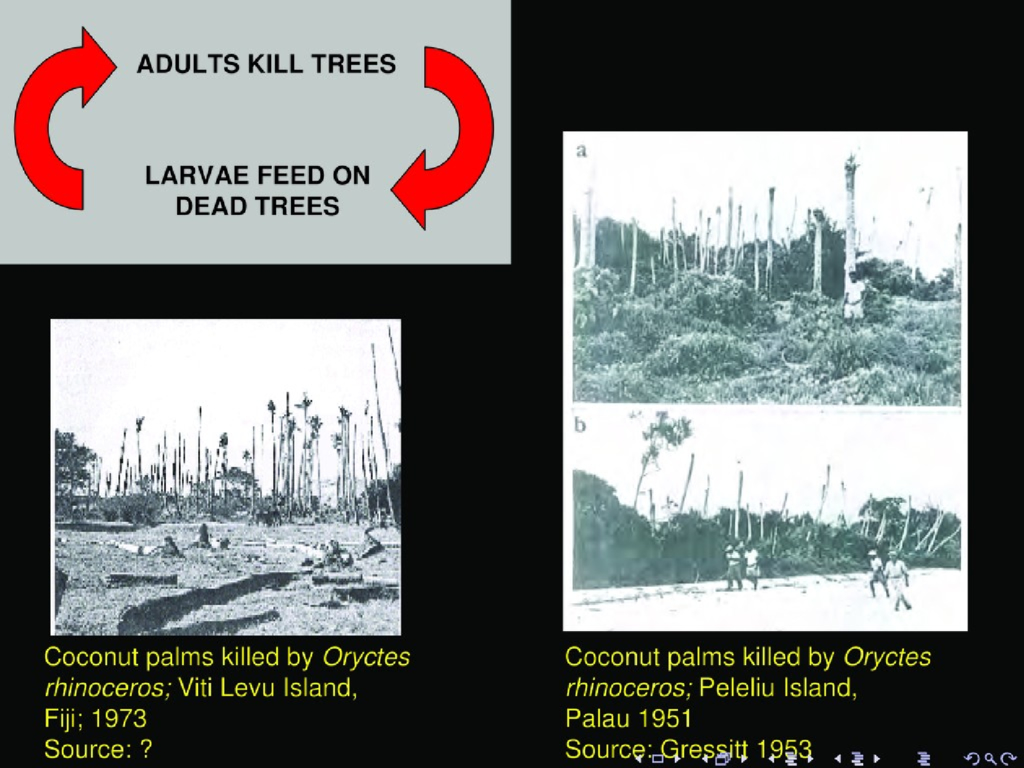 ADULTS KILL TREES
LARVAE FEED ON
DEAD TREES
a
b
Coconut palms killed by Oryctes
rhinoceros; Viti Levu Island,
Fiji; 1973
Source: ?
Coconut palms killed by Oryctes
rhinoceros; Peleliu Island,
Palau 1951
Source: Gressitt 1953